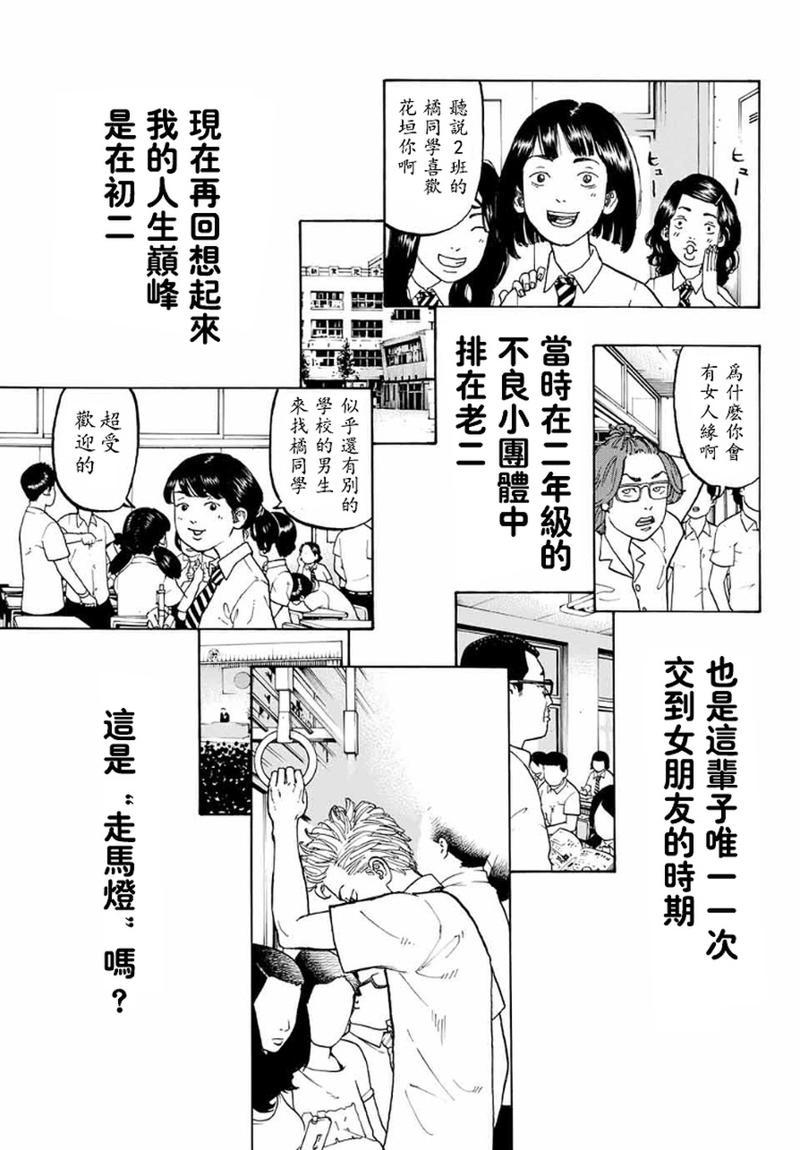 聽說2班的
橘同學喜歡
花垣你啊
ヒュー
ヒュー
現在再回想起來
我的人生巔峰
是在初二
爲什麽你會
有女人緣啊
當時在二年級的
不良小團體中
排在老二
似乎還有別的
學校的男生
來找橘同學
超受
歡迎的
也是這輩子唯一一次
交到女朋友的時期
這是“走馬燈”嗎？